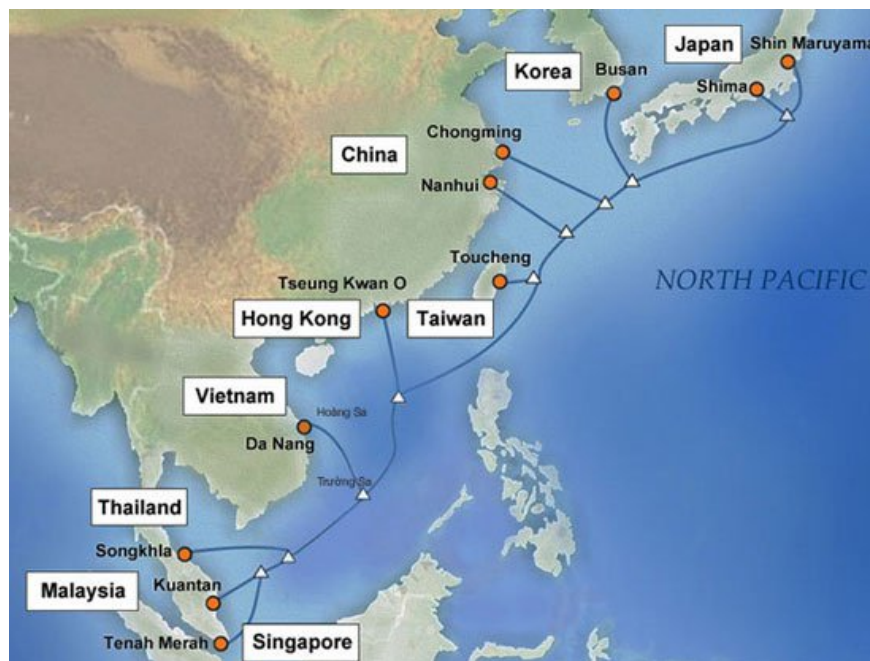 Japan
Shin Maruyama
Korea
Busan
Shima
Chongming
China
Nanhui
Toucheng
NORTH PACIFIC
Tseung Kwan O
Hong Kong
Taiwan
Vietnam
Hoàng Sa
Da Nang
Trường Sa
Thailand
Songkhla
Kuantan
Malaysia
Tenah Merah
Singapore